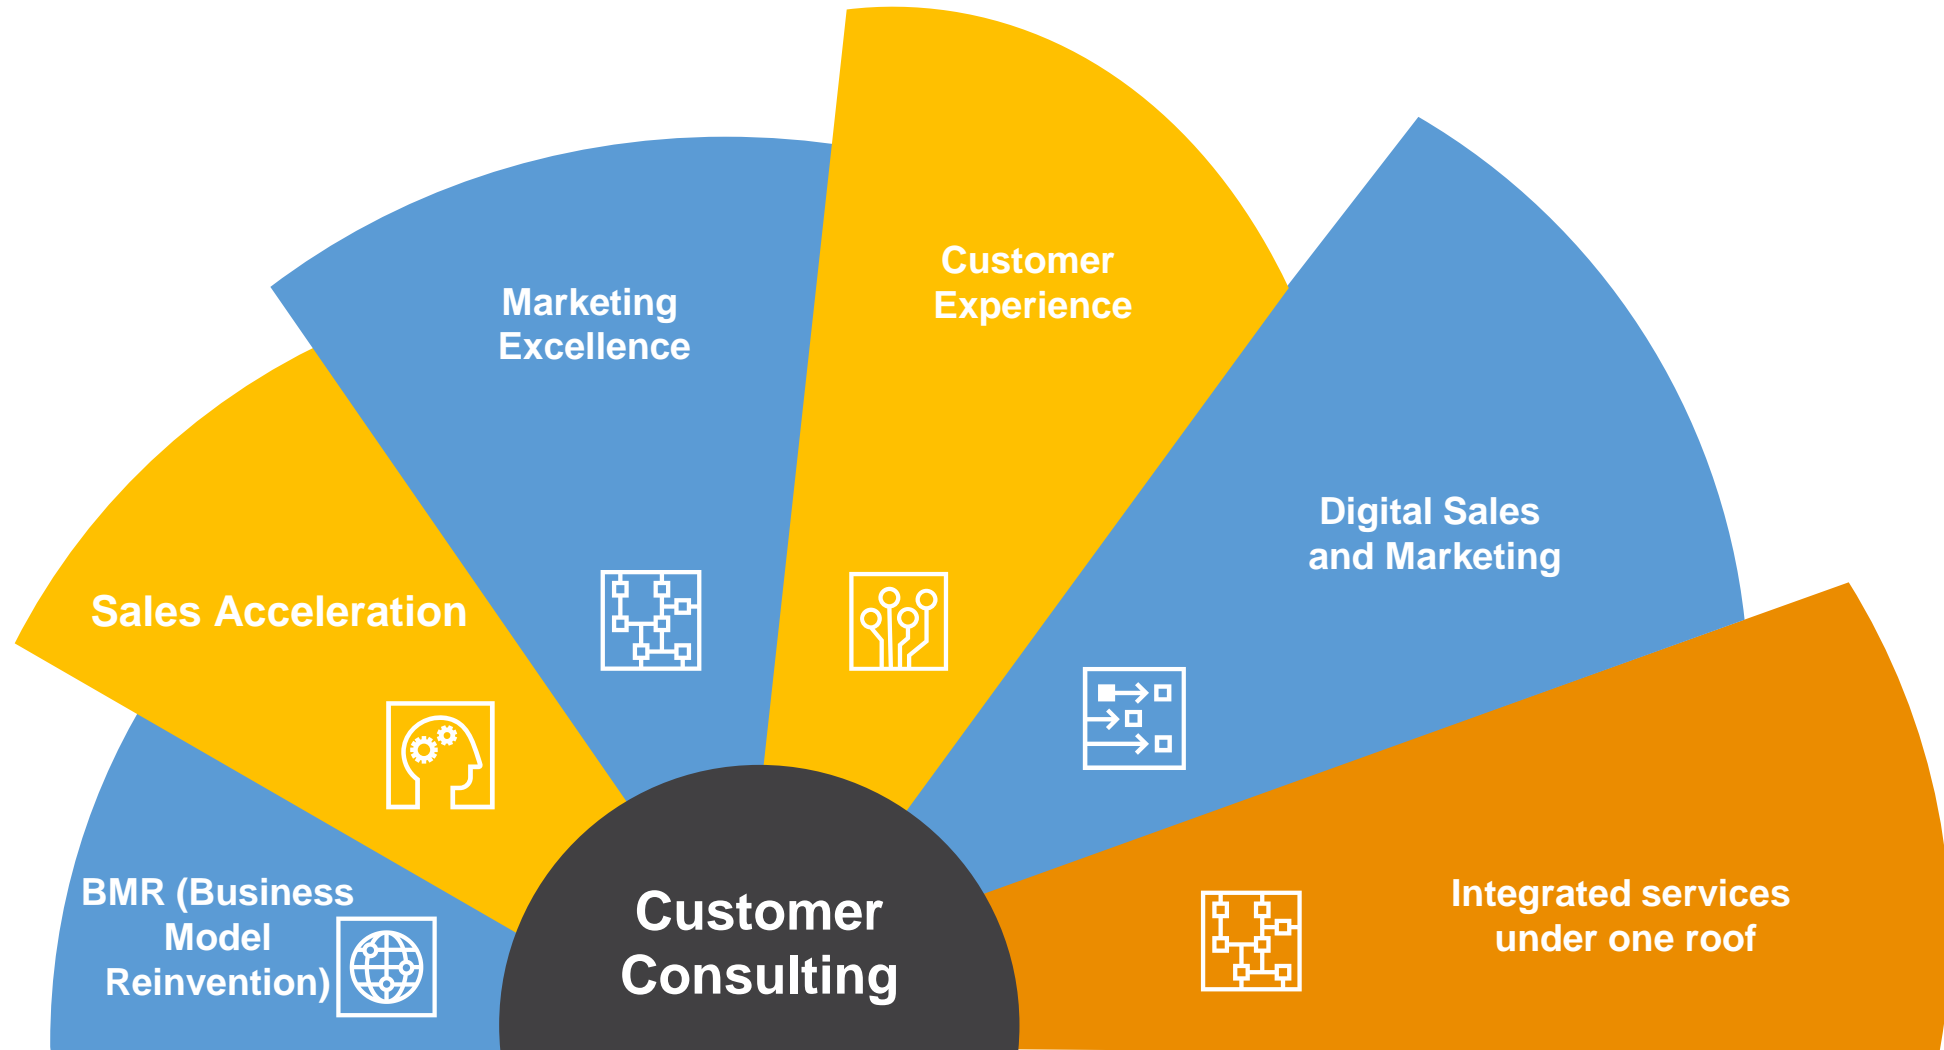 Customer
Experience
Marketing
Excellence
Digital Sales
and Marketing
Sales Acceleration
BMR (Business
Model
Reinvention)
Customer
Consulting
Integrated services
under one roof